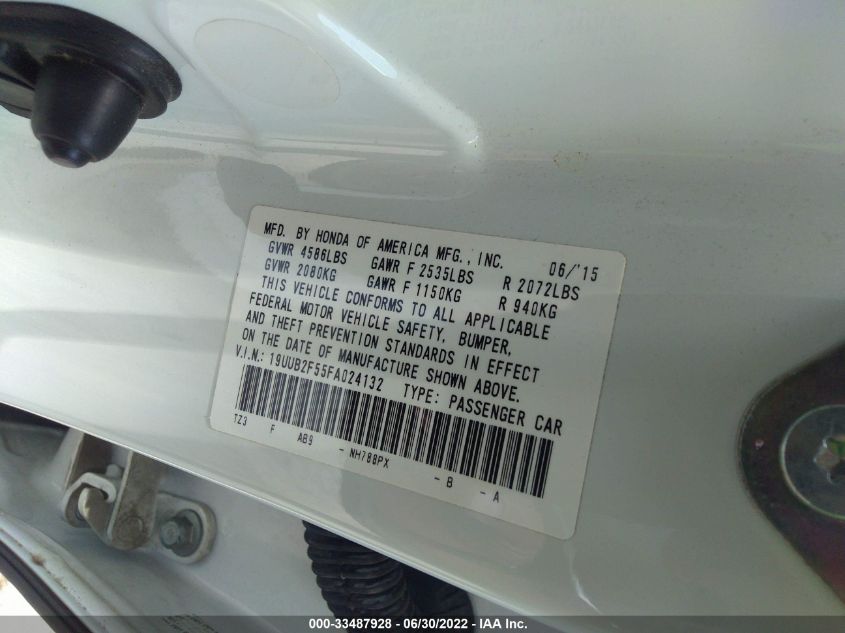 MFD. BY HONDA OF AMERICA MFG., INC. 06/'15
GVWR 4586LBS GAWR F 2535LBS R 2072LBS
GVWR 2080KG GAWR F 1150KG R 940KG
THIS VEHICLE CONFORMS TO ALL APPLICABLE
FEDERAL MOTOR VEHICLE SAFETY, BUMPER,
AND THEFT PREVENTION STANDARDS IN EFFECT
ON THE DATE OF MANUFACTURE SHOWN ABOVE.
V.I.N.: 19UUB2F55FA024132 TYPE: PASSENGER CAR
TZ3 F AB9 - NH788PX - B - A
000-33487928 - 06/30/2022 - IAA Inc.